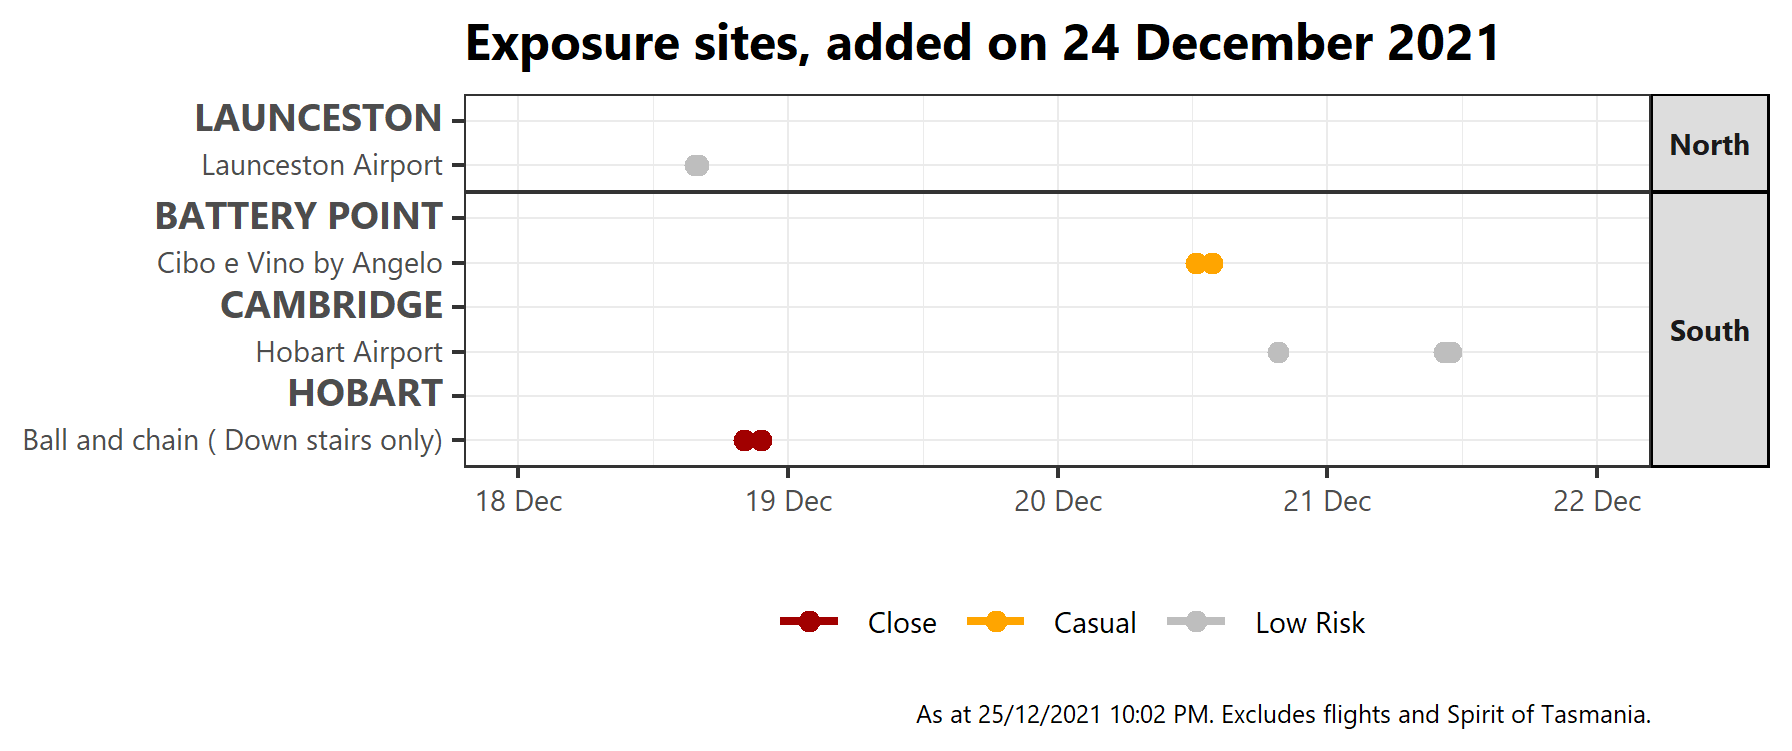 Exposure sites, added on 24 December 2021
LAUNCESTON
Launceston Airport
North
BATTERY POINT
Cibo e Vino by Angelo
CAMBRIDGE
Hobart Airport
HOBART
Ball and chain ( Down stairs only)
South
18 Dec
19 Dec
20 Dec
21 Dec
22 Dec
Close
Casual
Low Risk
As at 25/12/2021 10:02 PM. Excludes flights and Spirit of Tasmania.